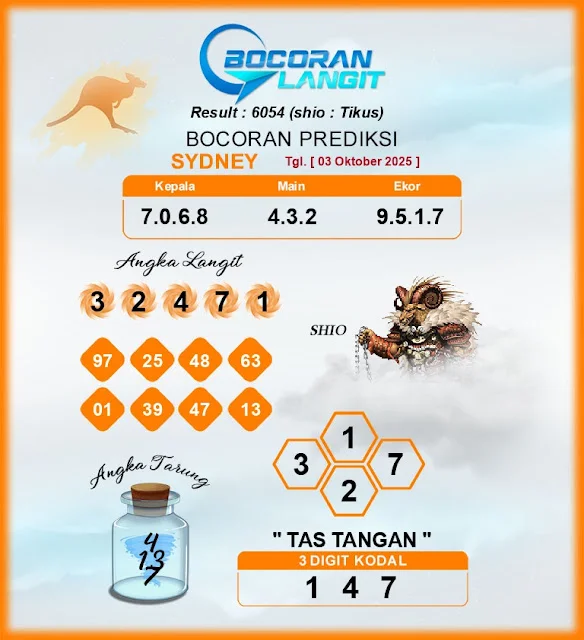 BOCORAN
LANGIT
Result : 6054 (shio : Tikus)
BOCORAN PREDIKSI
SYDNEY Tgl. [ 03 Oktober 2025 ]
Kepala Main Ekor
7.0.6.8 4.3.2 9.5.1.7
Angka Langit
3 2 4 7 1
SHIO
97 25 48 63
01 39 47 13
1
3 7
2
Angka Tarung
4
13
7
" TAS TANGAN "
3 DIGIT KODAL
1 4 7